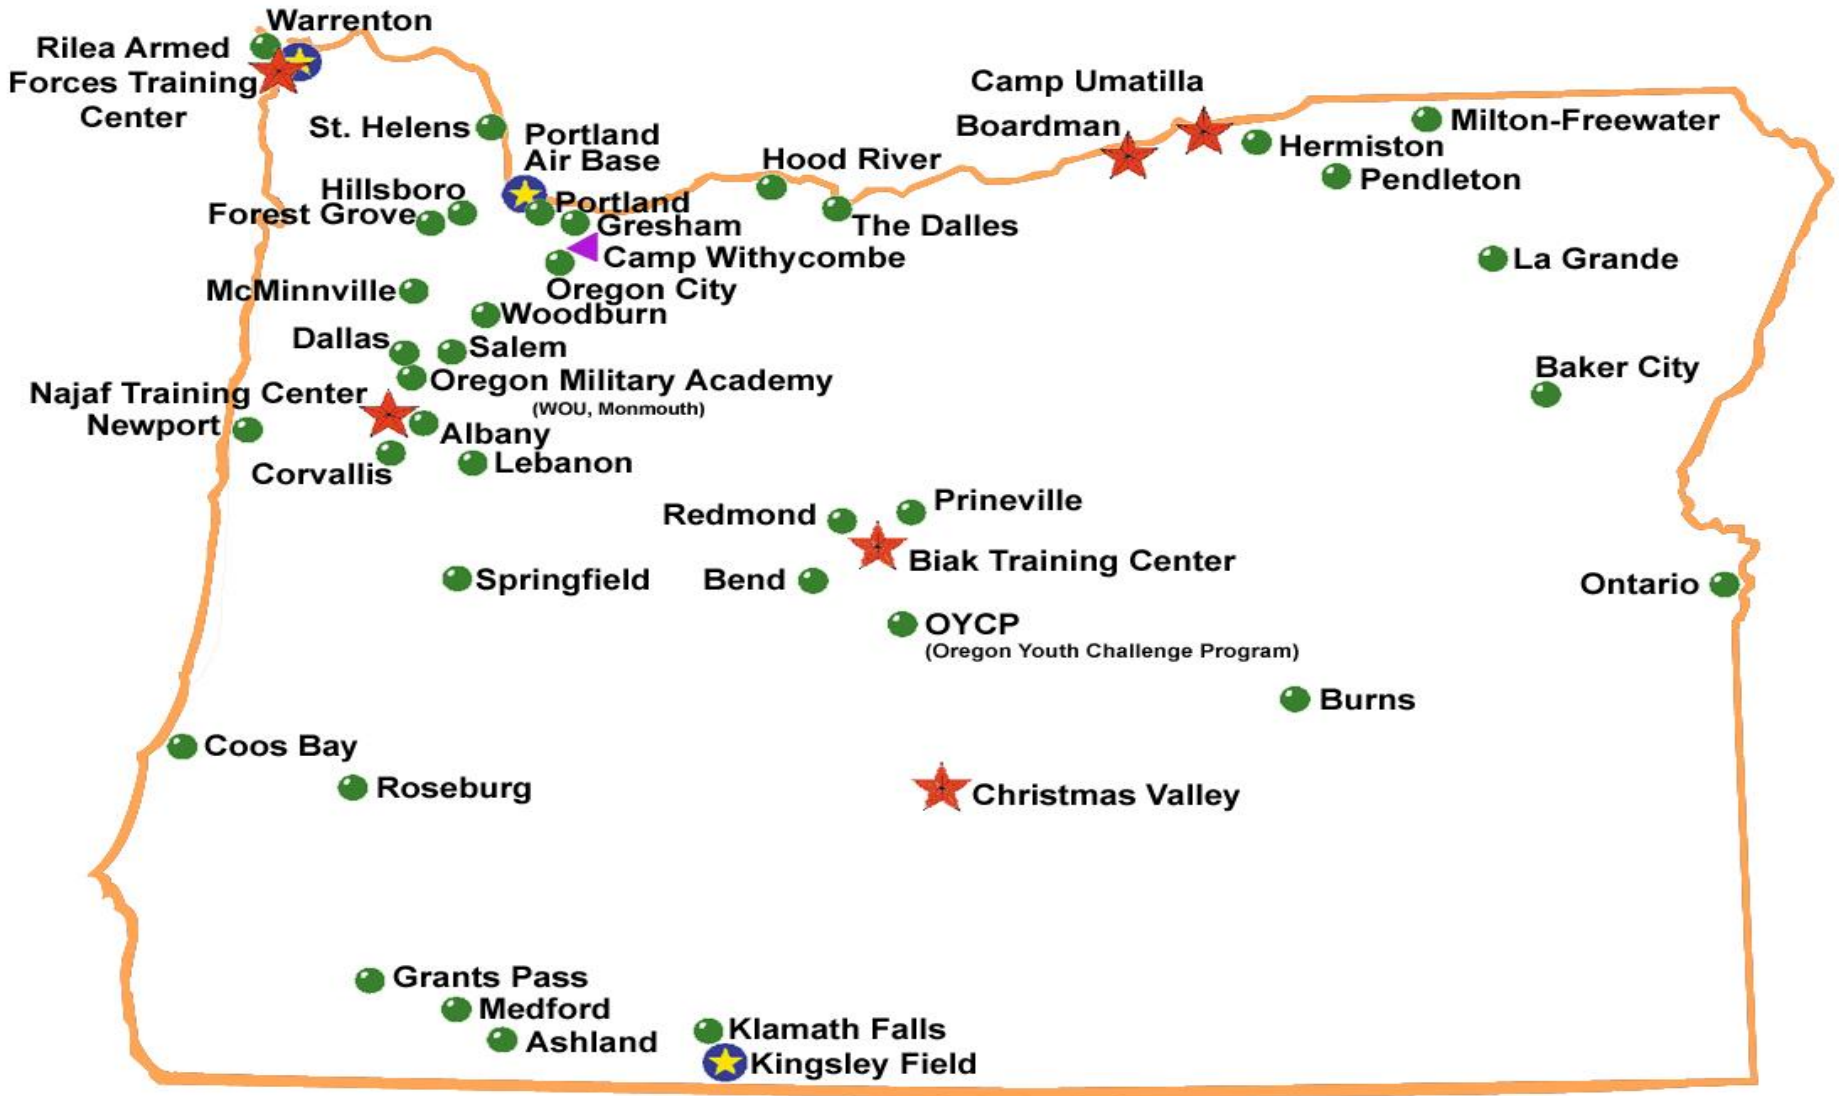 Warrenton
Rilea Armed
Forces Training
Center
Camp Umatilla
St. Helens
Portland
Air Base
Boardman
Milton-Freewater
Hermiston
Hood River
Pendleton
Hillsboro
Portland
Forest Grove
Gresham
The Dalles
Camp Withycombe
La Grande
McMinnville
Oregon City
Woodburn
Dallas
Salem
Baker City
Oregon Military Academy
(WOU, Monmouth)
Najaf Training Center
Newport
Albany
Corvallis
Lebanon
Redmond
Prineville
Biak Training Center
Springfield
Bend
Ontario
OYCP
(Oregon Youth Challenge Program)
Burns
Coos Bay
Roseburg
Christmas Valley
Grants Pass
Medford
Ashland
Klamath Falls
Kingsley Field